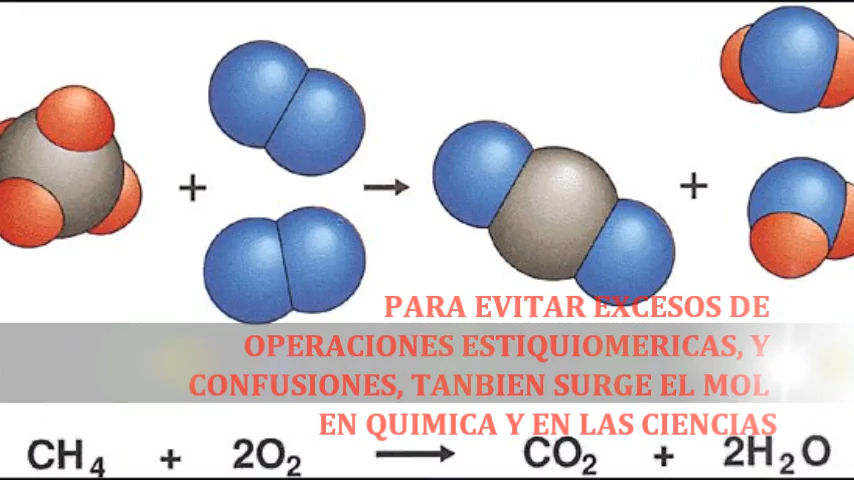 + → +
PARA EVITAR EXCESOS DE
OPERACIONES ESTIQUIOMERICAS, Y
CONFUSIONES, TANBIEN SURGE EL MOL
EN QUIMICA Y EN LAS CIENCIAS
CH₄ + 2O₂ → CO₂ + 2H₂O